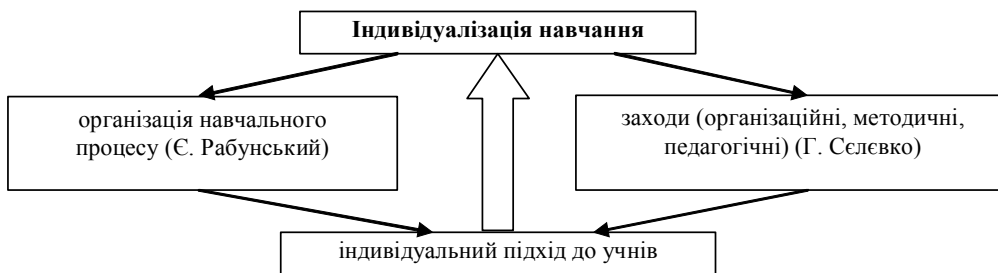 Індивідуалізація навчання
організація навчального
процесу (Є. Рабунський)
заходи (організаційні, методичні,
педагогічні) (Г. Сєлєвко)
індивідуальний підхід до учнів